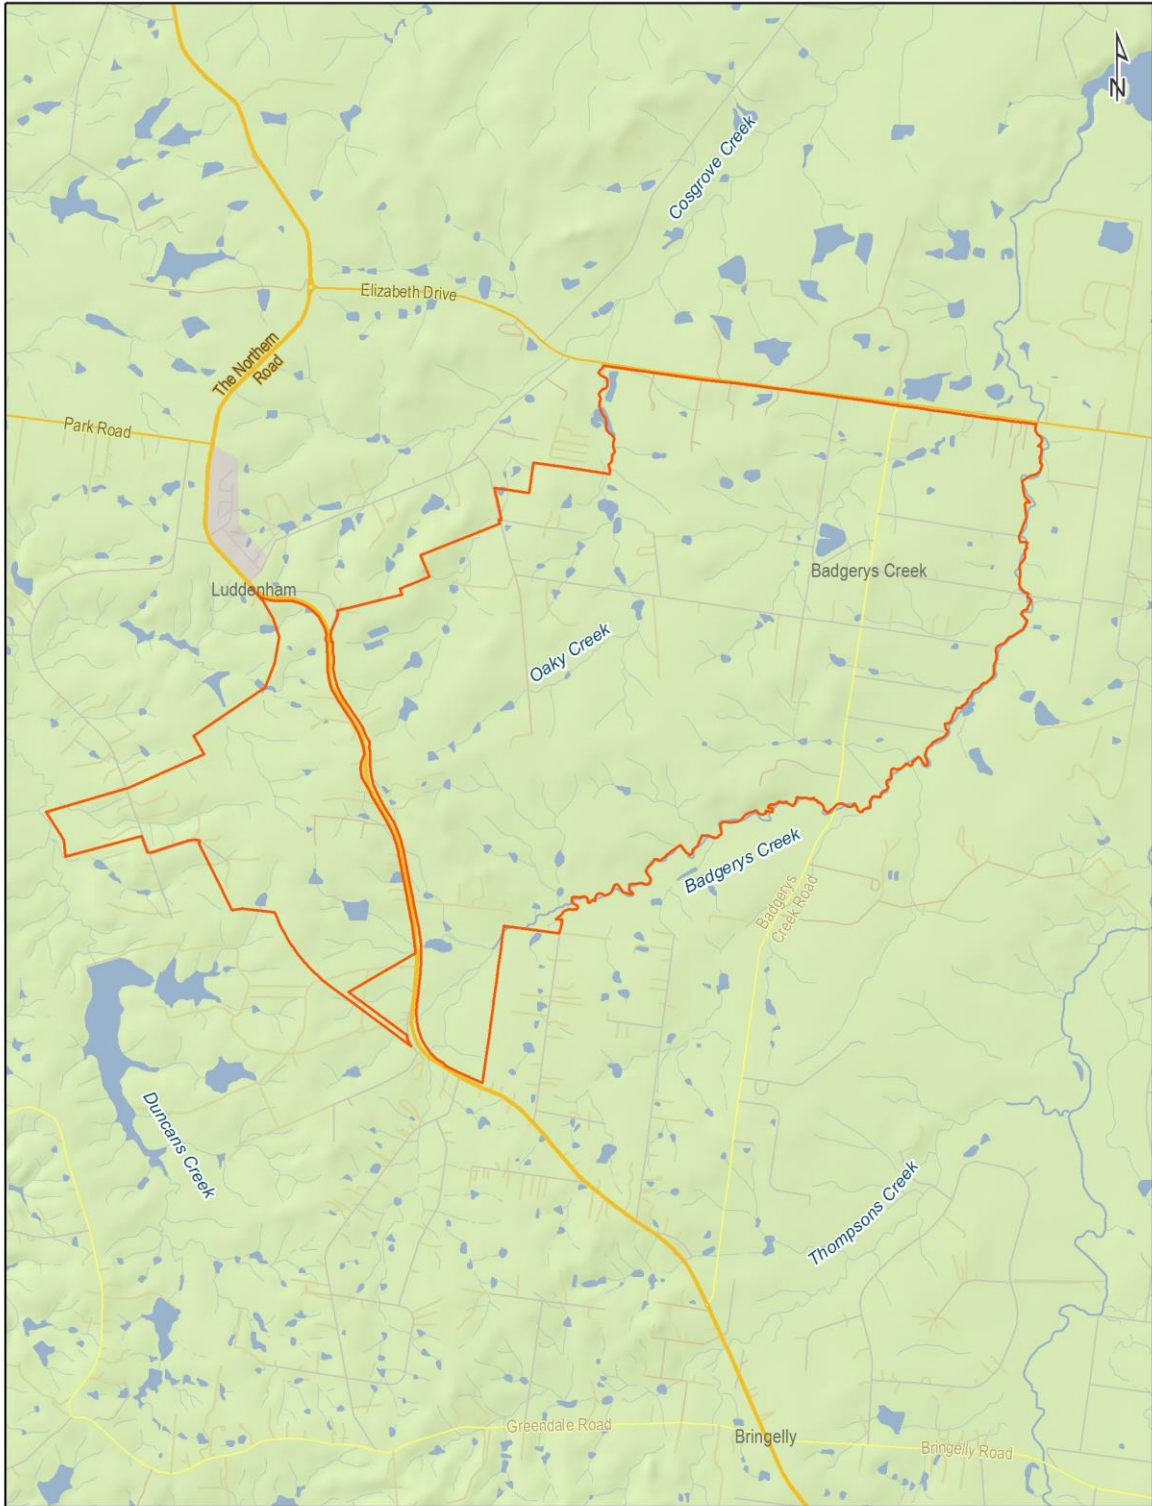 N
Cosgrove Creek
Elizabeth Drive
The Northern
Road
Park Road
Badgerys Creek
Luddenham
Oaky Creek
Badgerys Creek
Badgerys
Creek Road
Duncans Creek
Thompsons Creek
Greendale Road
Bringelly
Bringelly Road